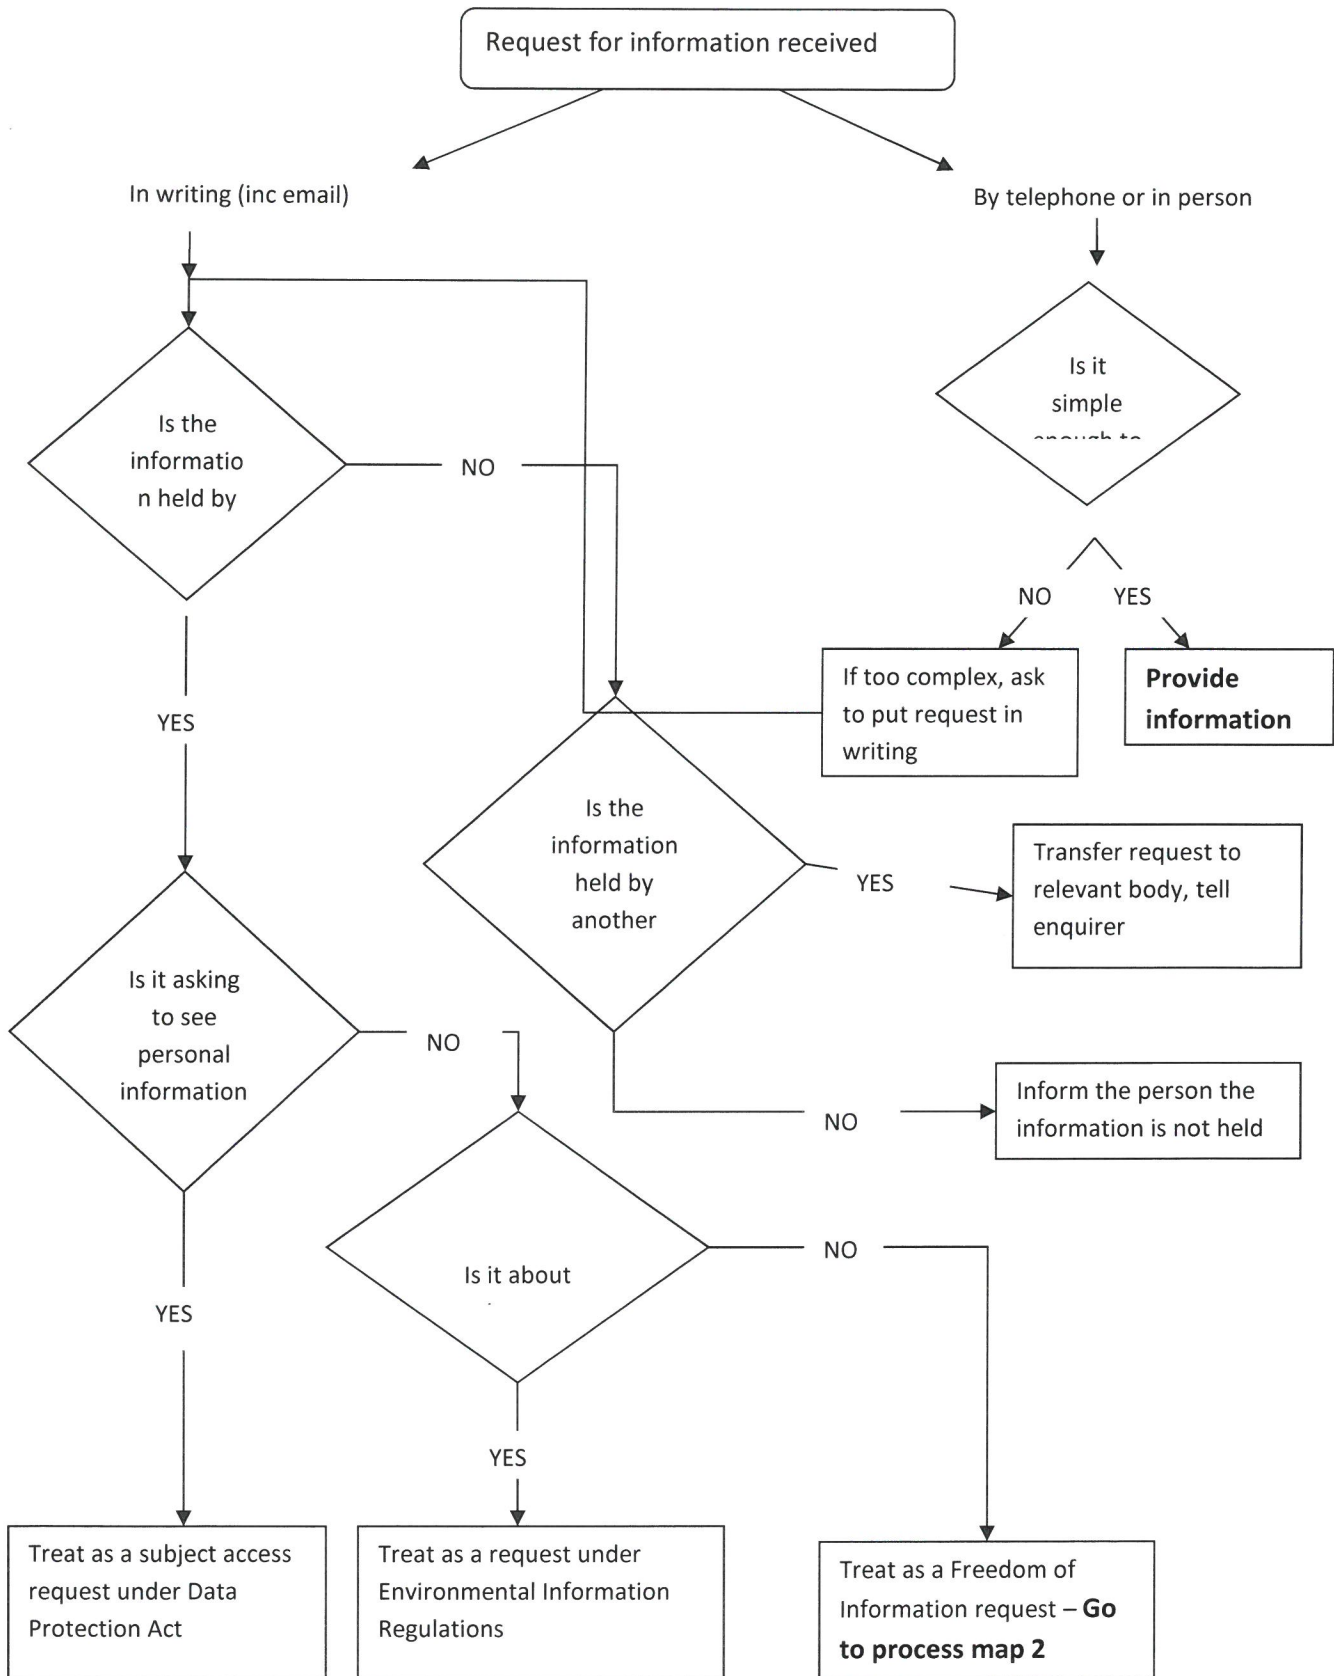 Request for information received
In writing (inc email)
By telephone or in person
Is it
simple
Is the
informatio
n held by
NO
NO
YES
If too complex, ask
to put request in
writing
Provide
information
YES
Is the
information
held by
another
YES
Transfer request to
relevant body, tell
enquirer
Is it asking
to see
personal
information
NO
NO
Inform the person the
information is not held
Is it about
NO
YES
YES
Treat as a subject access
request under Data
Protection Act
Treat as a request under
Environmental Information
Regulations
Treat as a Freedom of
Information request – Go
to process map 2